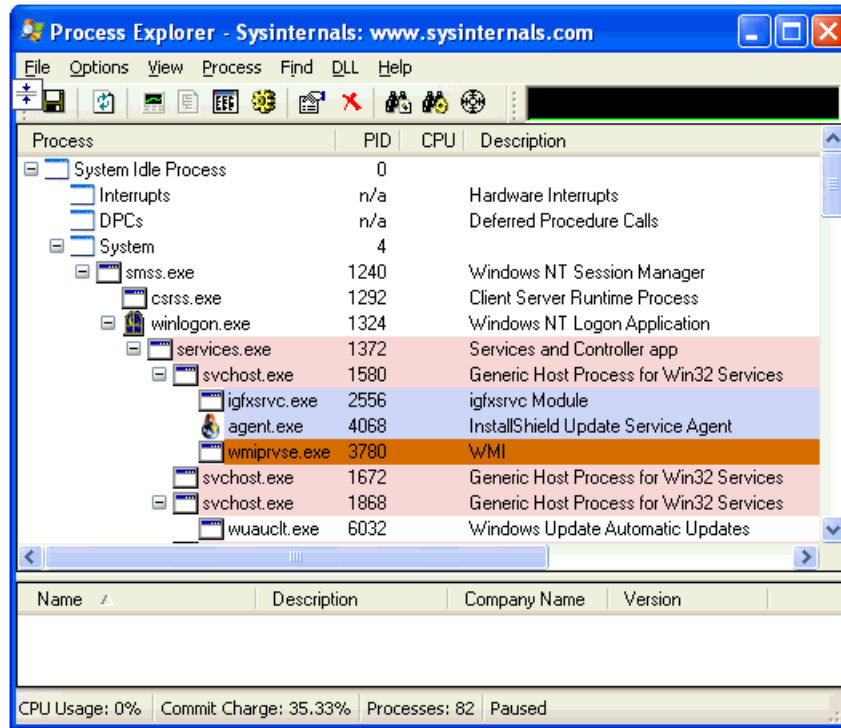 Process Explorer - Sysinternals: www.sysinternals.com
File Options View Process Find DLL Help
Process PID CPU Description
System Idle Process 0
Interrupts n/a Hardware Interrupts
DPCs n/a Deferred Procedure Calls
System 4
smss.exe 1240 Windows NT Session Manager
csrss.exe 1292 Client Server Runtime Process
winlogon.exe 1324 Windows NT Logon Application
services.exe 1372 Services and Controller app
svchost.exe 1580 Generic Host Process for Win32 Services
igfxsrvc.exe 2556 igfxsrvc Module
agent.exe 4068 InstallShield Update Service Agent
wmiprvse.exe 3780 WMI
svchost.exe 1672 Generic Host Process for Win32 Services
svchost.exe 1868 Generic Host Process for Win32 Services
wuauclt.exe 6032 Windows Update Automatic Updates
Name Description Company Name Version
CPU Usage: 0% Commit Charge: 35.33% Processes: 82 Paused